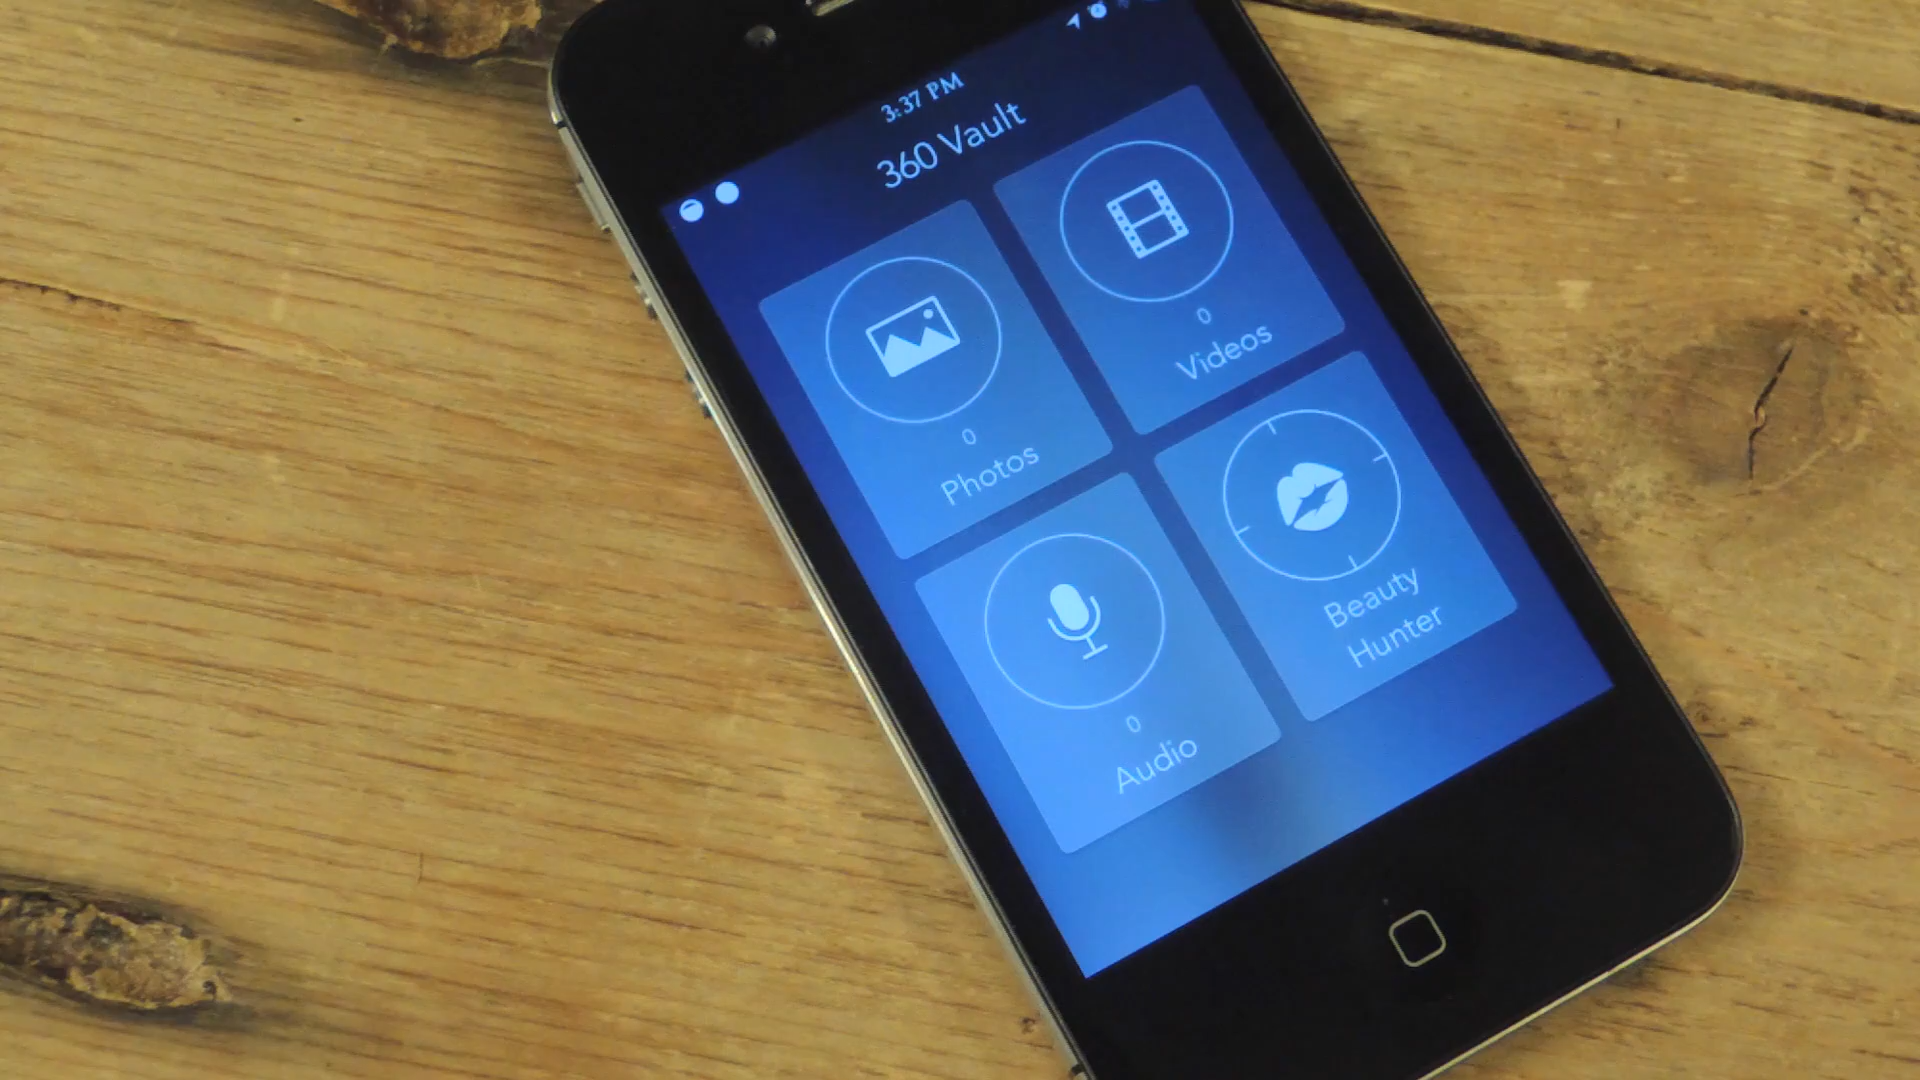 3:37 PM
360 Vault
0
Photos
0
Videos
0
Audio
Beauty
Hunter